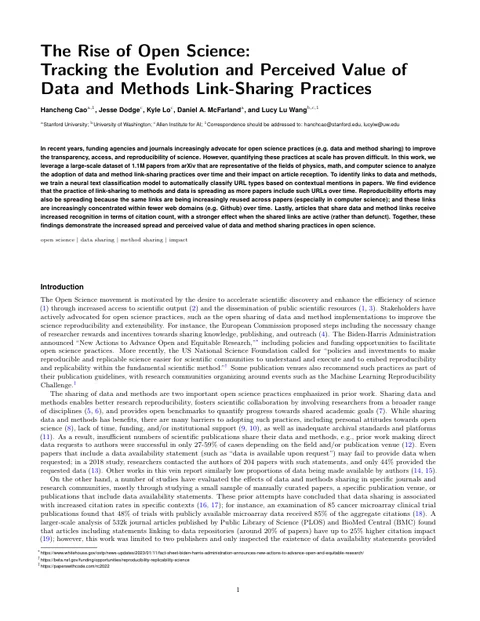 The Rise of Open Science:
Tracking the Evolution and Perceived Value of
Data and Methods Link-Sharing Practices
Hancheng Cao a,1, Jesse Dodge c, Kyle Lo c, Daniel A. McFarland a, and Lucy Lu Wang b,c,1
a Stanford University; b University of Washington; c Allen Institute for AI; 1 Correspondence should be addressed to: hanchcao@stanford.edu, lucylw@uw.edu
In recent years, funding agencies and journals increasingly advocate for open science practices (e.g. data and method sharing) to improve
the transparency, access, and reproducibility of science. However, quantifying these practices at scale has proven difficult. In this work, we
leverage a large-scale dataset of 1.1M papers from arXiv that are representative of the fields of physics, math, and computer science to analyze
the adoption of data and method link-sharing practices over time and their impact on article reception. To identify links to data and methods,
we train a neural text classification model to automatically classify URL types based on contextual mentions in papers. We find evidence
that the practice of link-sharing to methods and data is spreading as more papers include such URLs over time. Reproducibility efforts
may also be spreading because the same links are being increasingly reused across papers (especially in computer science); and these links
are increasingly concentrated within fewer web domains (e.g. Github) over time. Lastly, articles that share data and method links receive
increased recognition in terms of citation count, with a stronger effect when the shared links are active (rather than defunct). Together, these
findings demonstrate the increased spread and perceived value of data and method sharing practices in open science.
open science | data sharing | method sharing | impact
Introduction
The Open Science movement is motivated by the desire to accelerate scientific discovery and enhance the efficiency of science
(1) through increased access to scientific output (2) and the dissemination of public scientific resources (1, 3). Stakeholders have
actively advocated for open science practices, such as the open sharing of data and method implementations to improve the
science reproducibility and extensibility. For instance, the European Commission proposed steps including the necessary change
of researcher rewards and incentives towards sharing knowledge, publishing, and outreach (4). The Biden-Harris Administration
announced "New Actions to Advance Open and Equitable Research,*" including policies and funding opportunities to facilitate
open science practices. More recently, the US National Science Foundation called for "policies and investments to make
reproducible and replicable science easier for scientific communities to understand and execute and to embed reproducibility
and replicability within the fundamental scientific method."† Some publication venues also recommend such practices as part of
their publication guidelines, with research communities organizing around events such as the Machine Learning Reproducibility
Challenge.‡
The sharing of data and methods are two important open science practices emphasized in prior work. Sharing data and
methods enables better research reproducibility, fosters scientific collaboration by involving researchers from a broader range
of disciplines (5, 6), and provides open benchmarks to quantify progress towards shared academic goals (7). While sharing
data and methods has benefits, there are many barriers to adopting such practices, including personal attitudes towards open
science (8), lack of time, funding, and/or institutional support (9, 10), as well as inadequate archival standards and platforms
(11). As a result, insufficient numbers of scientific publications share their data and methods, e.g., prior work making direct
data requests to authors were successful in only 27-59% of cases depending on the field and/or publication venue (12). Even
papers that include a data availability statement (such as "data is available upon request") may fail to provide data when
requested; in a 2018 study, researchers contacted the authors of 204 papers with such statements, and only 44% provided the
requested data (13). Other works in this vein report similarly low proportions of data being made available by authors (14, 15).
On the other hand, a number of studies have evaluated the effects of data and methods sharing in specific journals and
research communities, mostly through studying a small sample of manually curated papers, a specific publication venue, or
publications that include data availability statements. These prior attempts have concluded that data sharing is associated
with increased citation rates in specific contexts (16, 17); for instance, an examination of 85 cancer microarray clinical trial
publications found that 48% of trials with publicly available microarray data received 85% of the aggregate citations (18). A
larger-scale analysis of 532k journal articles published by Public Library of Science (PLOS) and BioMed Central (BMC) found
that articles including statements linking to data repositories (around 20% of papers) have up to 25% higher citation impact
(19); however, this work was limited to two publishers and only inspected the existence of data availability statements provided
* https://www.whitehouse.gov/ostp/news-updates/2023/01/11/fact-sheet-biden-harris-administration-announces-new-actions-to-advance-open-and-equitable-research/
† https://beta.nsf.gov/funding/opportunities/reproducibility-replicability-science
‡ https://paperswithcode.com/rc2022
1